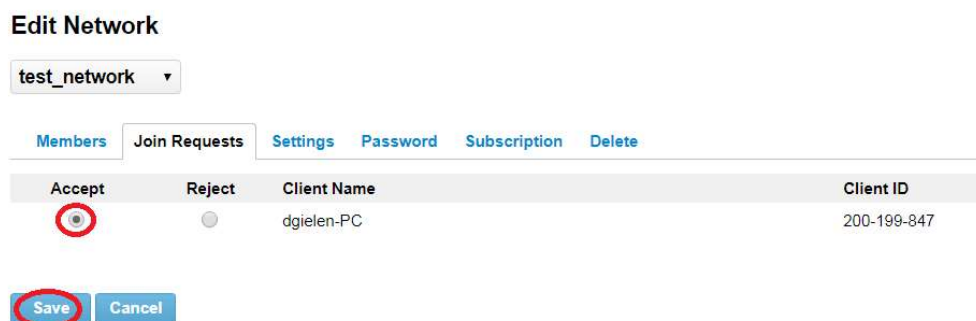 Edit Network
test_network
Members Join Requests Settings Password Subscription Delete
Accept Reject Client Name Client ID
dgielen-PC 200-199-847
Save Cancel